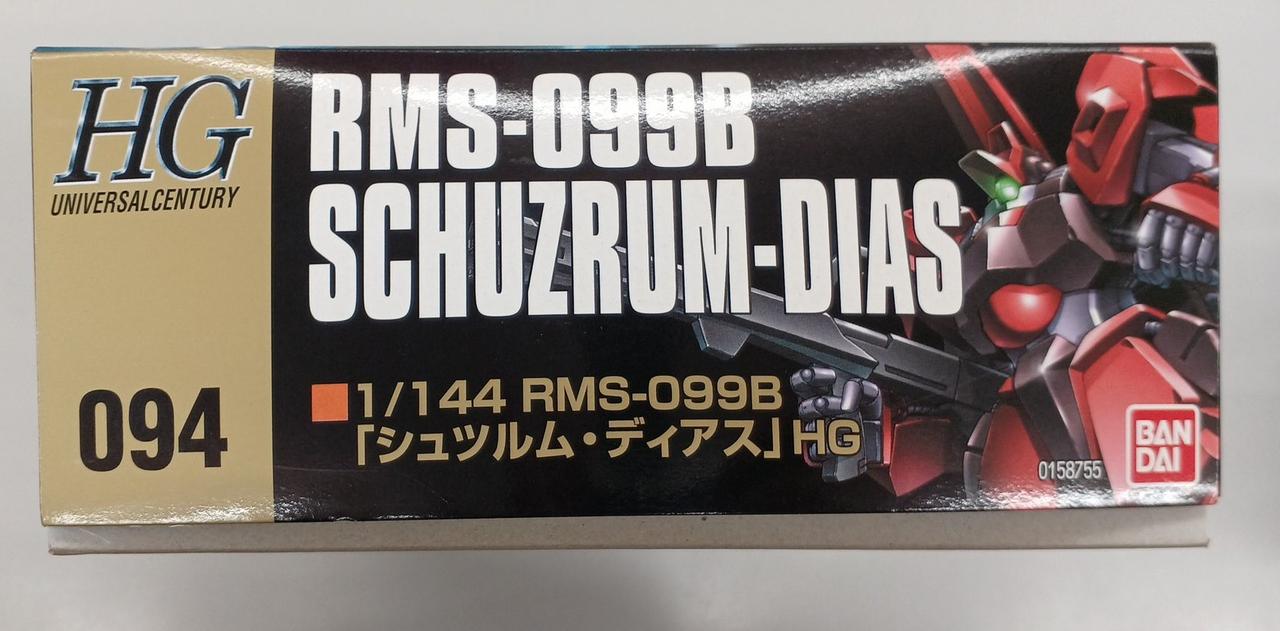 HG
UNIVERSALCENTURY
094
RMS-099B
SCHUZRUM-DIAS
1/144 RMS-099B
「シュツルム・ディアス」HG
0158755
BAN
DAI